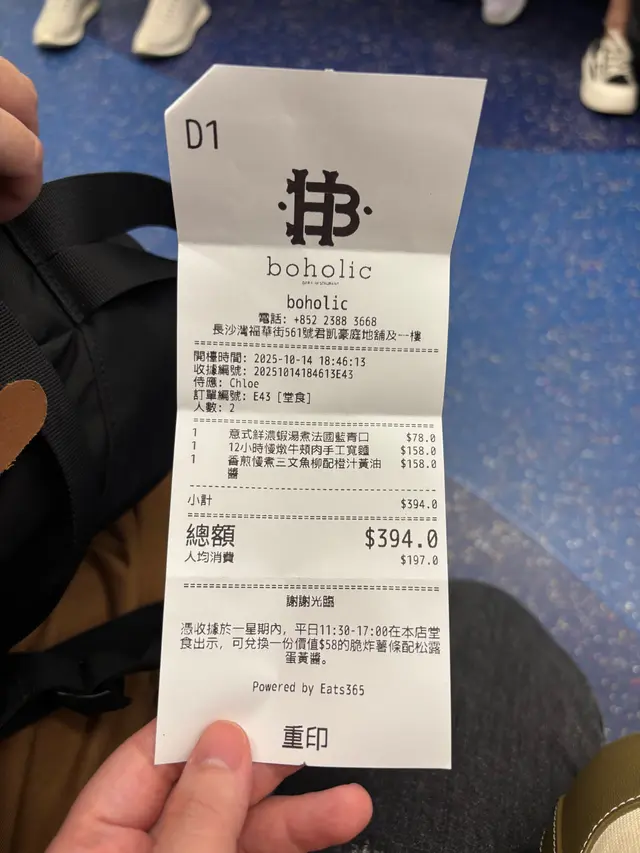 D1
HB
boholic
boholic
電話: +852 2388 3668
長沙灣福華街561號君凱豪庭地舖及一樓
開檯時間: 2025-10-14 18:46:13
收據編號: 20251014184613E43
侍應: Chloe
訂單編號: E43 [堂食]
人數: 2
1 意式鮮濃蝦湯煮法國藍青口 $78.0
1 12小時慢燉牛頰肉手工寬麵 $158.0
1 香煎慢煮三文魚柳配橙汁黃油醬 $158.0
小計 $394.0
總額 $394.0
人均消費 $197.0
謝謝光臨
憑收據於一星期內，平日11:30-17:00在本店堂
食出示，可兌換一份價值$58的脆炸薯條配松露
蛋黃醬。
Powered by Eats365
重印